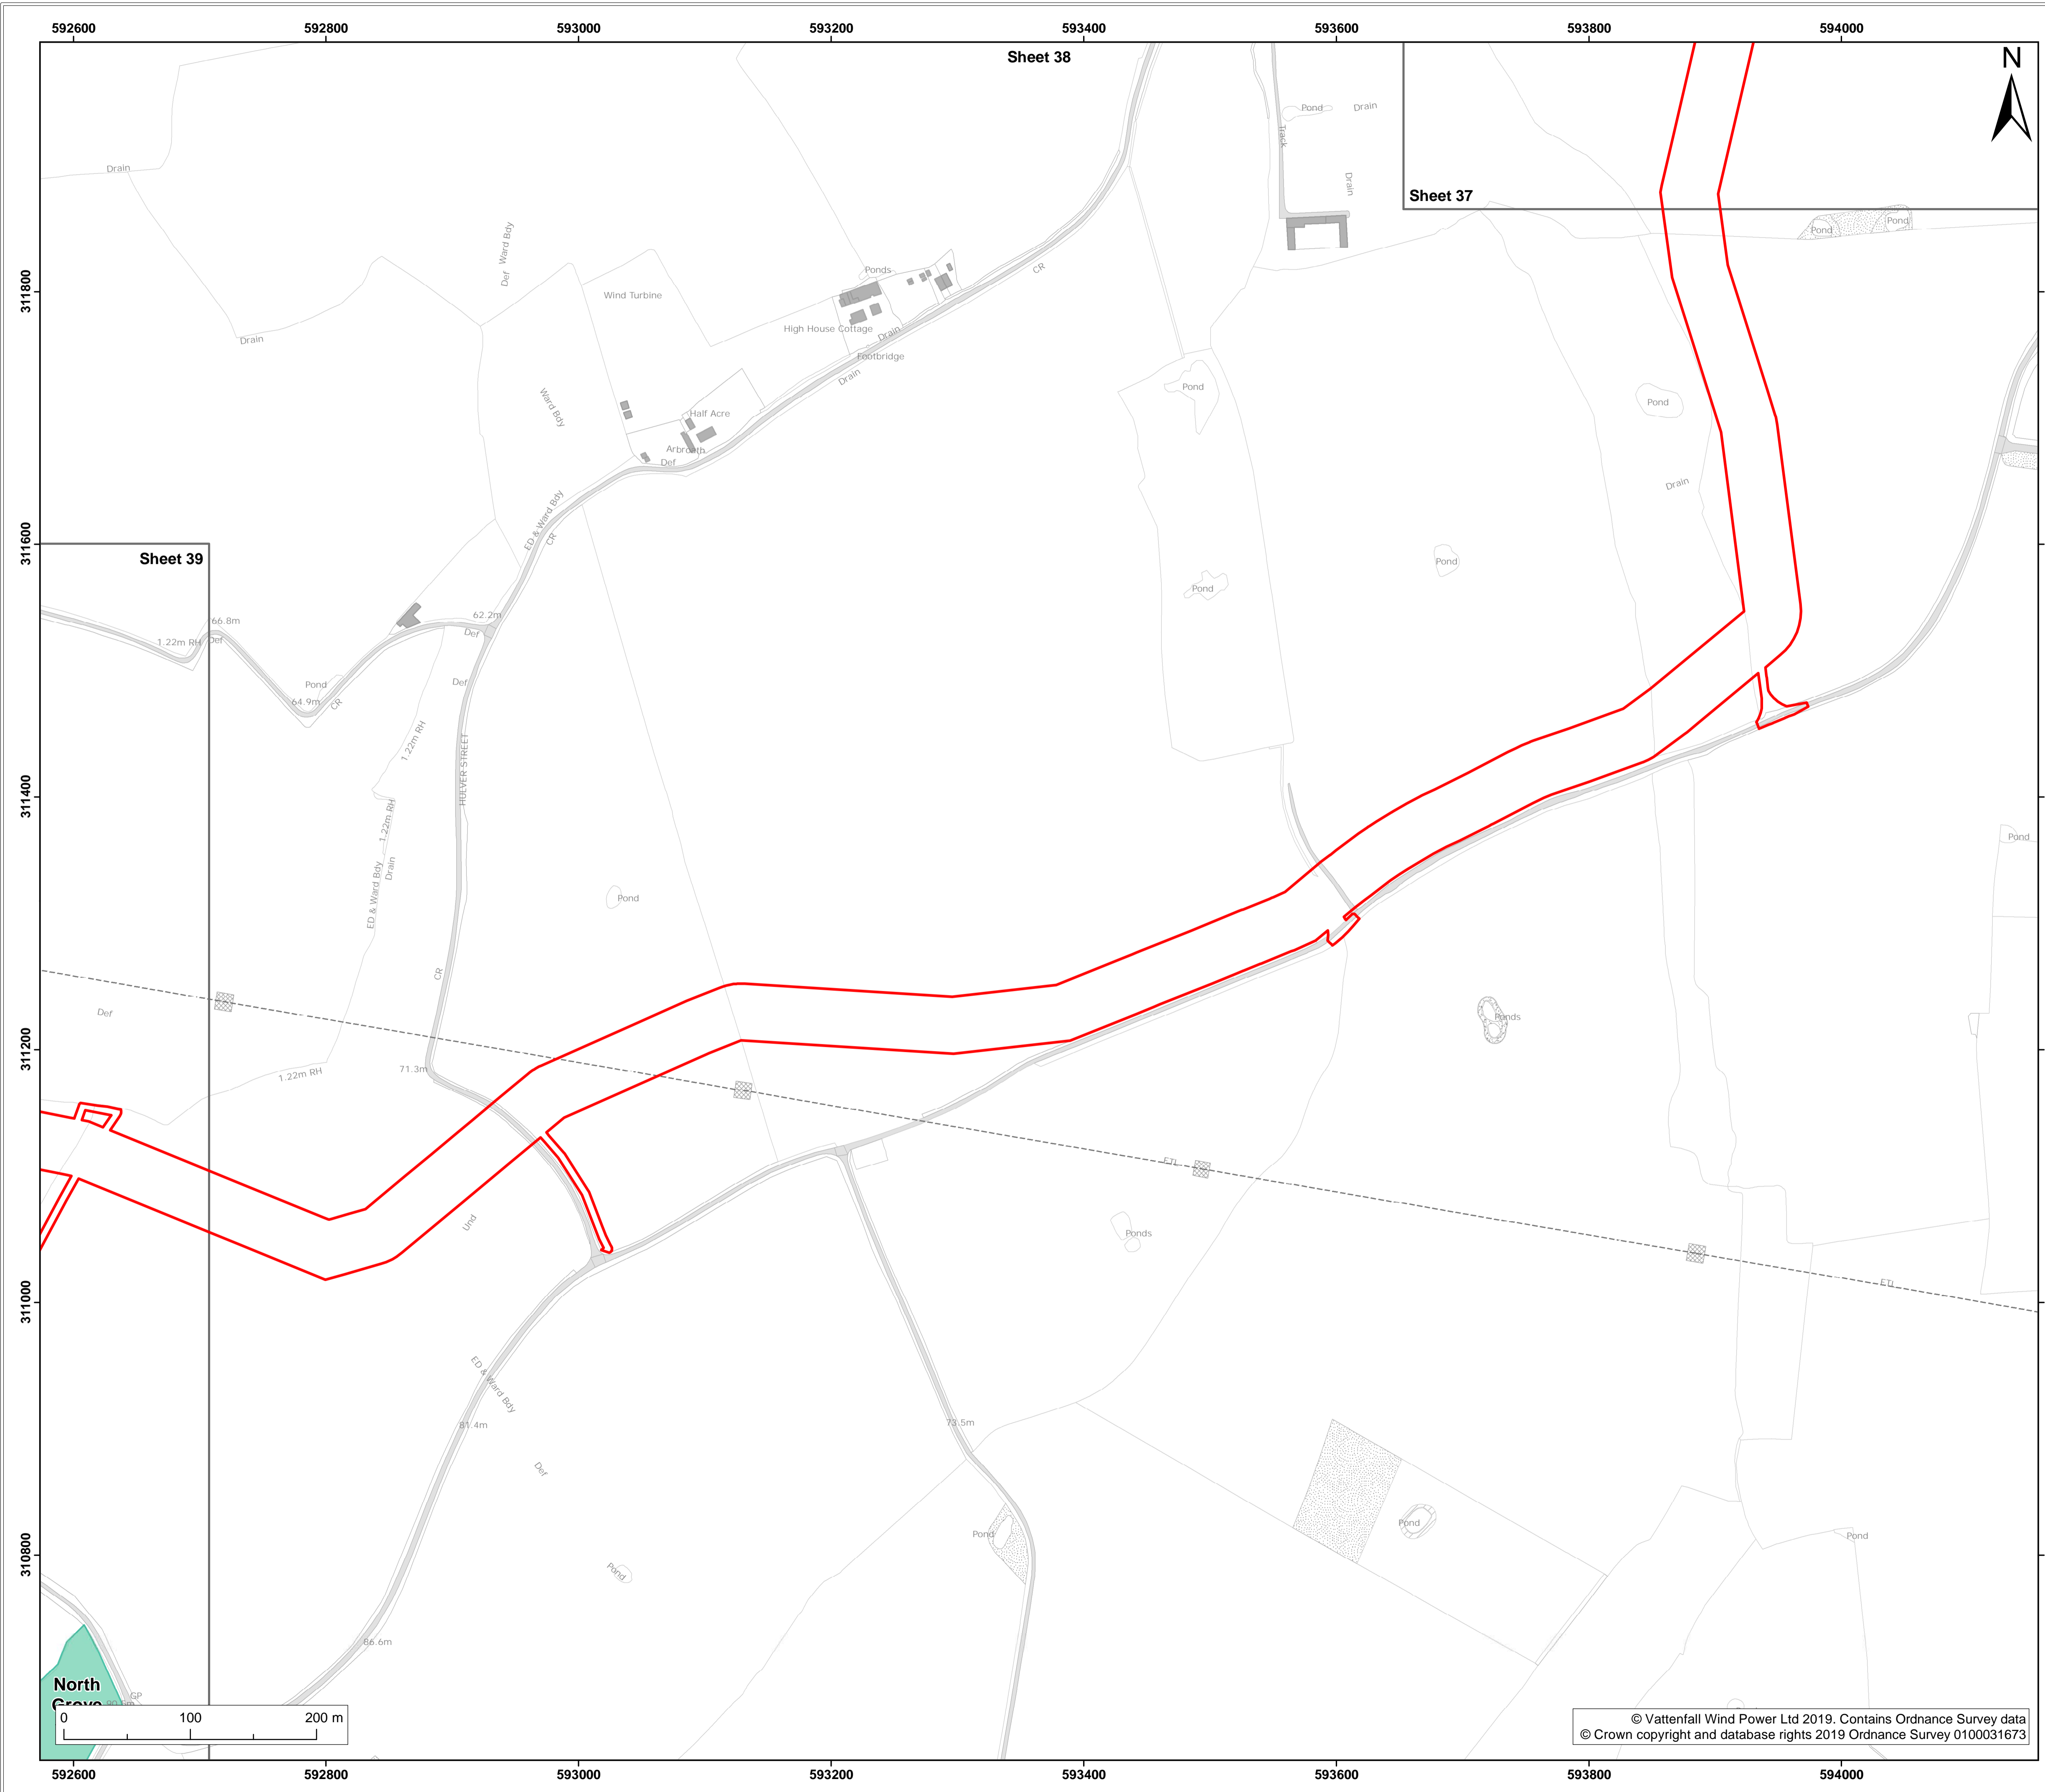 592600 592800 593000 593200 593400 593600 593800 594000
Sheet 38
N
Pond
Drain
Track
Drain
Drain
Sheet 37
Pond
Pond
Def Ward Bdy
CR
Ponds
Wind Turbine
311800
High House Cottage
Drain
Drain
Footbridge
Drain
Pond
Pond
Ward Bdy
Half Acre
Arbroath
Def
Drain
ED & Ward Bdy
CR
311600
Sheet 39
Pond
Pond
62.2m
66.8m
Def
1.22m RH
Def
Def
Pond
64.9m
CR
1.22m RH
HULVER STREET
311400
1.22m RH
Pond
Drain
ED & Ward Bdy
Pond
CR
Def
Ponds
311200
71.3m
1.22m RH
ETL
Und
Ponds
ETL
311000
ED & Ward Bdy
81.4m
73.5m
Def
Pond
Pond
Pond
310800
Pond
86.6m
North
Grove
GP
0 100 200 m
© Vattenfall Wind Power Ltd 2019. Contains Ordnance Survey data
© Crown copyright and database rights 2019 Ordnance Survey 0100031673
592600 592800 593000 593200 593400 593600 593800 594000